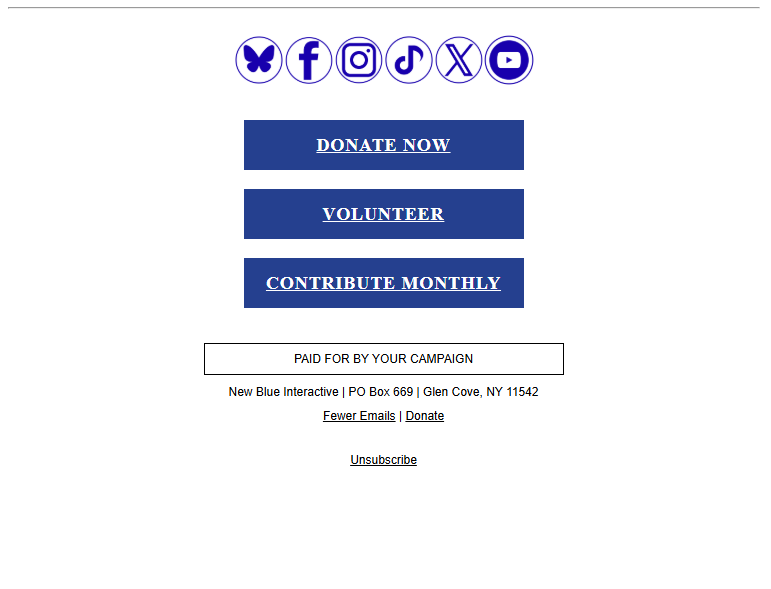 DONATE NOW
VOLUNTEER
CONTRIBUTE MONTHLY
PAID FOR BY YOUR CAMPAIGN
New Blue Interactive | PO Box 669 | Glen Cove, NY 11542
Fewer Emails | Donate
Unsubscribe